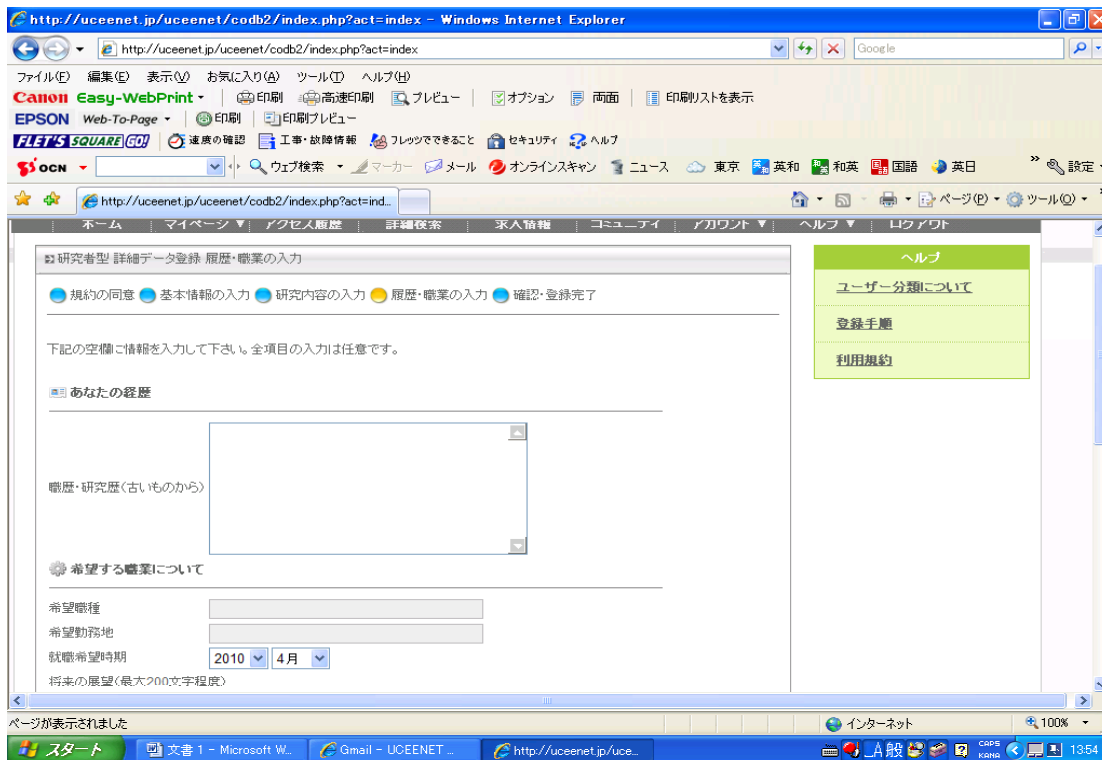 http://uceenet.jp/uceenet/codb2/index.php?act=index - Windows Internet Explorer
http://uceenet.jp/uceenet/codb2/index.php?act=index
Google
ファイル(F) 編集(E) 表示(V) お気に入り(A) ツール(T) ヘルプ(H)
Canon Easy-WebPrint 印刷 高速印刷 プレビュー オプション 両面 印刷リストを表示
EPSON Web-To-Page 印刷 印刷プレビュー
FLET'S SQUARE GO! 速度の確認 工事・故障情報 フレッツでできること セキュリティ ヘルプ
OCN ウェブ検索 マーカー メール オンラインスキャン ニュース 東京 英和 和英 国語 英日 » 設定
http://uceenet.jp/uceenet/codb2/index.php?act=ind... ページ(P) ツール(O)
ホーム マイページ ▼ アクセス履歴 詳細検索 求人情報 コミュニティ アカウント ▼ ヘルプ ▼ ログアウト
研究者型 詳細データ登録 履歴・職業の入力
規約の同意 基本情報の入力 研究内容の入力 履歴・職業の入力 確認・登録完了
下記の空欄に情報を入力して下さい。全項目の入力は任意です。
あなたの経歴
職歴・研究歴(古いものから)
希望する職業について
希望職種
希望勤務地
就職希望時期 2010 4月
将来の展望(最大200文字程度)
ヘルプ
ユーザー分類について
登録手順
利用規約
ページが表示されました インターネット 100%
スタート 文書 1 - Microsoft W... Gmail - UCEENET ... http://uceenet.jp/uce... A 般 CAPS KANA 13:54